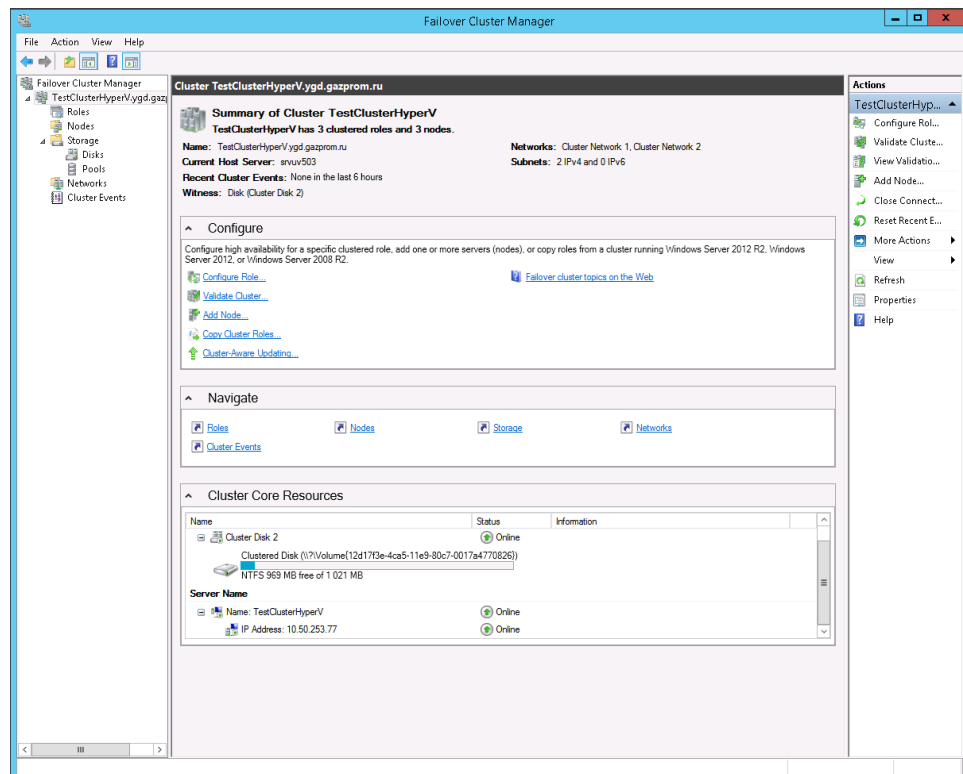 Failover Cluster Manager
File Action View Help
Failover Cluster Manager
TestClusterHyperV.ygd.gazp
Roles
Nodes
Storage
Disks
Pools
Networks
Cluster Events
Cluster TestClusterHyperV.ygd.gazprom.ru
Summary of Cluster TestClusterHyperV
TestClusterHyperV has 3 clustered roles and 3 nodes.
Name: TestClusterHyperV.ygd.gazprom.ru
Networks: Cluster Network 1, Cluster Network 2
Current Host Server: srvuv503
Subnets: 2 IPv4 and 0 IPv6
Recent Cluster Events: None in the last 6 hours
Witness: Disk (Cluster Disk 2)
Configure
Configure high availability for a specific clustered role, add one or more servers (nodes), or copy roles from a cluster running Windows Server 2012 R2, Windows
Server 2012, or Windows Server 2008 R2.
Configure Role...
Failover cluster topics on the Web
Validate Cluster...
Add Node...
Copy Cluster Roles...
Cluster-Aware Updating...
Navigate
Roles Nodes Storage Networks
Cluster Events
Cluster Core Resources
Name Status Information
Cluster Disk 2 Online
Clustered Disk (\\?\Volume{12d17f3e-4ca5-11e9-80c7-0017a4770826})
NTFS 969 MB free of 1 021 MB
Server Name
Name: TestClusterHyperV Online
IP Address: 10.50.253.77 Online
Actions
TestClusterHyp...
Configure Rol...
Validate Cluste...
View Validatio...
Add Node...
Close Connect...
Reset Recent E...
More Actions
View
Refresh
Properties
Help